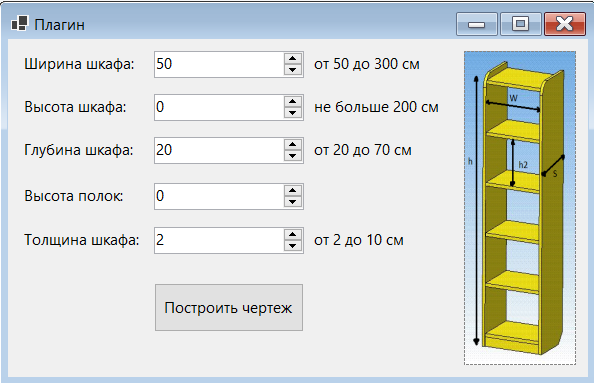 Плагин
Ширина шкафа: 50 от 50 до 300 см
Высота шкафа: 0 не больше 200 см
Глубина шкафа: 20 от 20 до 70 см
Высота полок: 0
Толщина шкафа: 2 от 2 до 10 см
Построить чертеж
W
h
h2
S